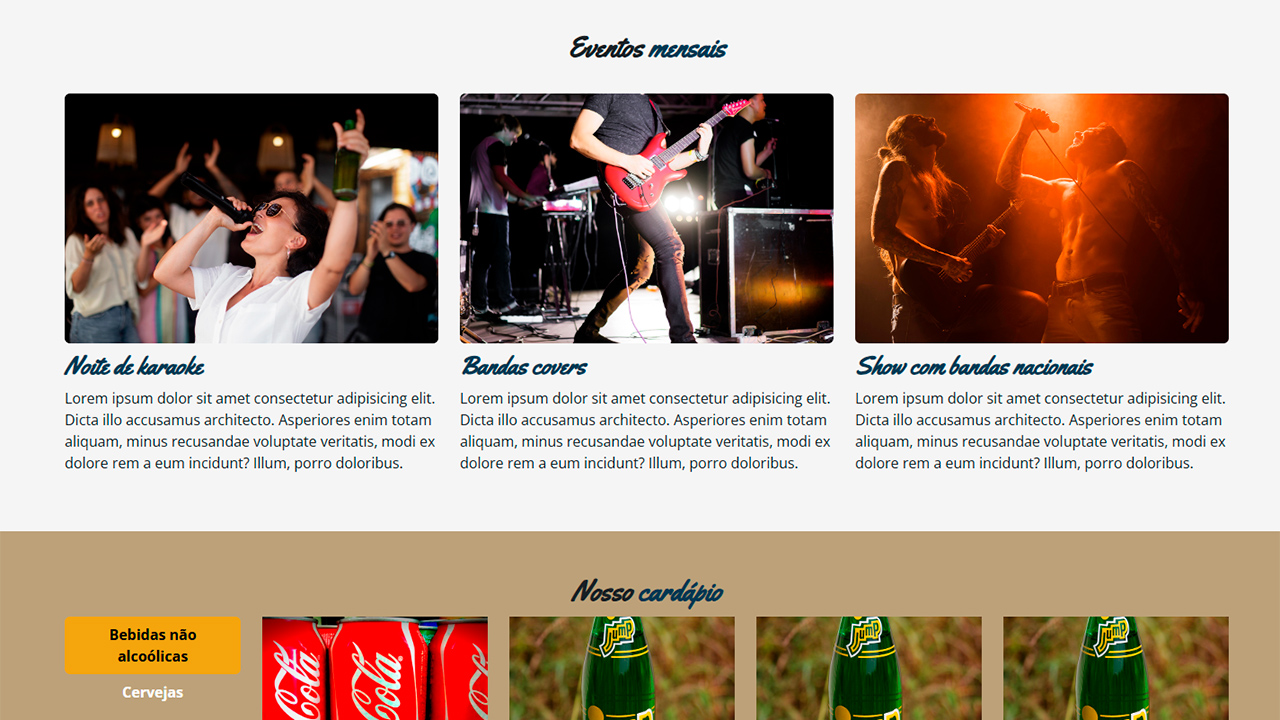 Eventos mensais
Noite de karaoke
Lorem ipsum dolor sit amet consectetur adipisicing elit.
Dicta illo accusamus architecto. Asperiores enim totam
aliquam, minus recusandae voluptate veritatis, modi ex
dolore rem a eum incidunt? Illum, porro doloribus.
Bandas covers
Lorem ipsum dolor sit amet consectetur adipisicing elit.
Dicta illo accusamus architecto. Asperiores enim totam
aliquam, minus recusandae voluptate veritatis, modi ex
dolore rem a eum incidunt? Illum, porro doloribus.
Show com bandas nacionais
Lorem ipsum dolor sit amet consectetur adipisicing elit.
Dicta illo accusamus architecto. Asperiores enim totam
aliquam, minus recusandae voluptate veritatis, modi ex
dolore rem a eum incidunt? Illum, porro doloribus.
Nosso cardápio
Bebidas não
alcoólicas
Cervejas
Cola
Cola
Jump
Jump
Jump